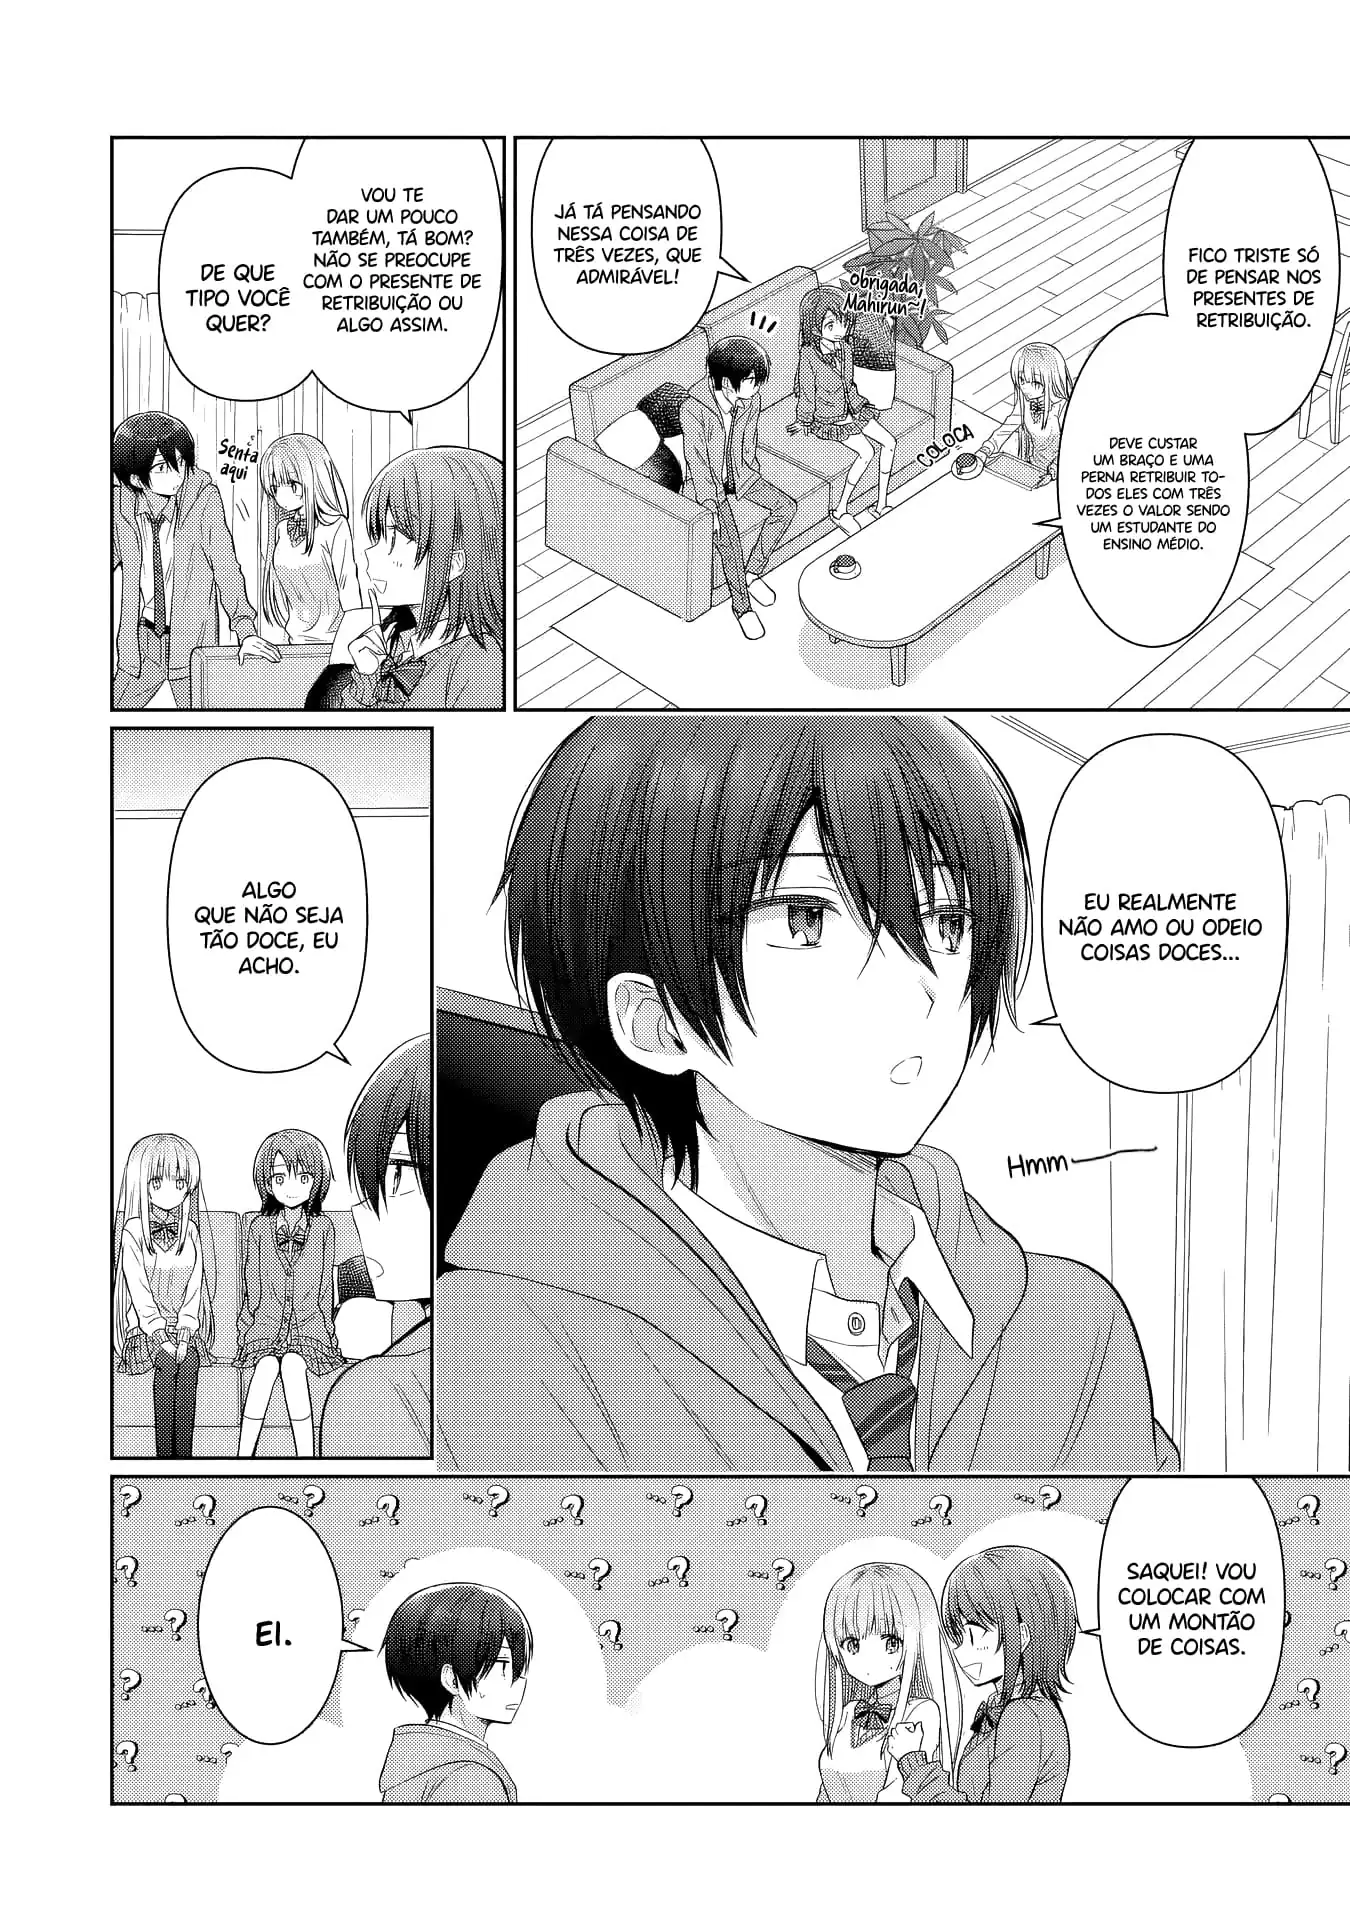 FICO TRISTE SÓ
DE PENSAR NOS
PRESENTES DE
RETRIBUIÇÃO.
DEVE CUSTAR
UM BRAÇO E UMA
PERNA RETRIBUIR TO-
DOS ELES COM TRÊS
VEZES O VALOR SENDO
UM ESTUDANTE DO
ENSINO MÉDIO.
Obrigada,
Mahirun~!
COLOCA
JÁ TÁ PENSANDO
NESSA COISA DE
TRÊS VEZES, QUE
ADMIRÁVEL!
VOU TE
DAR UM POUCO
TAMBÉM, TÁ BOM?
NÃO SE PREOCUPE
COM O PRESENTE DE
RETRIBUIÇÃO OU
ALGO ASSIM.
DE QUE
TIPO VOCÊ
QUER?
Senta
aqui
EU REALMENTE
NÃO AMO OU ODEIO
COISAS DOCES...
Hmm
ALGO
QUE NÃO SEJA
TÃO DOCE, EU
ACHO.
SAQUEI! VOU
COLOCAR COM
UM MONTÃO
DE COISAS.
EI.